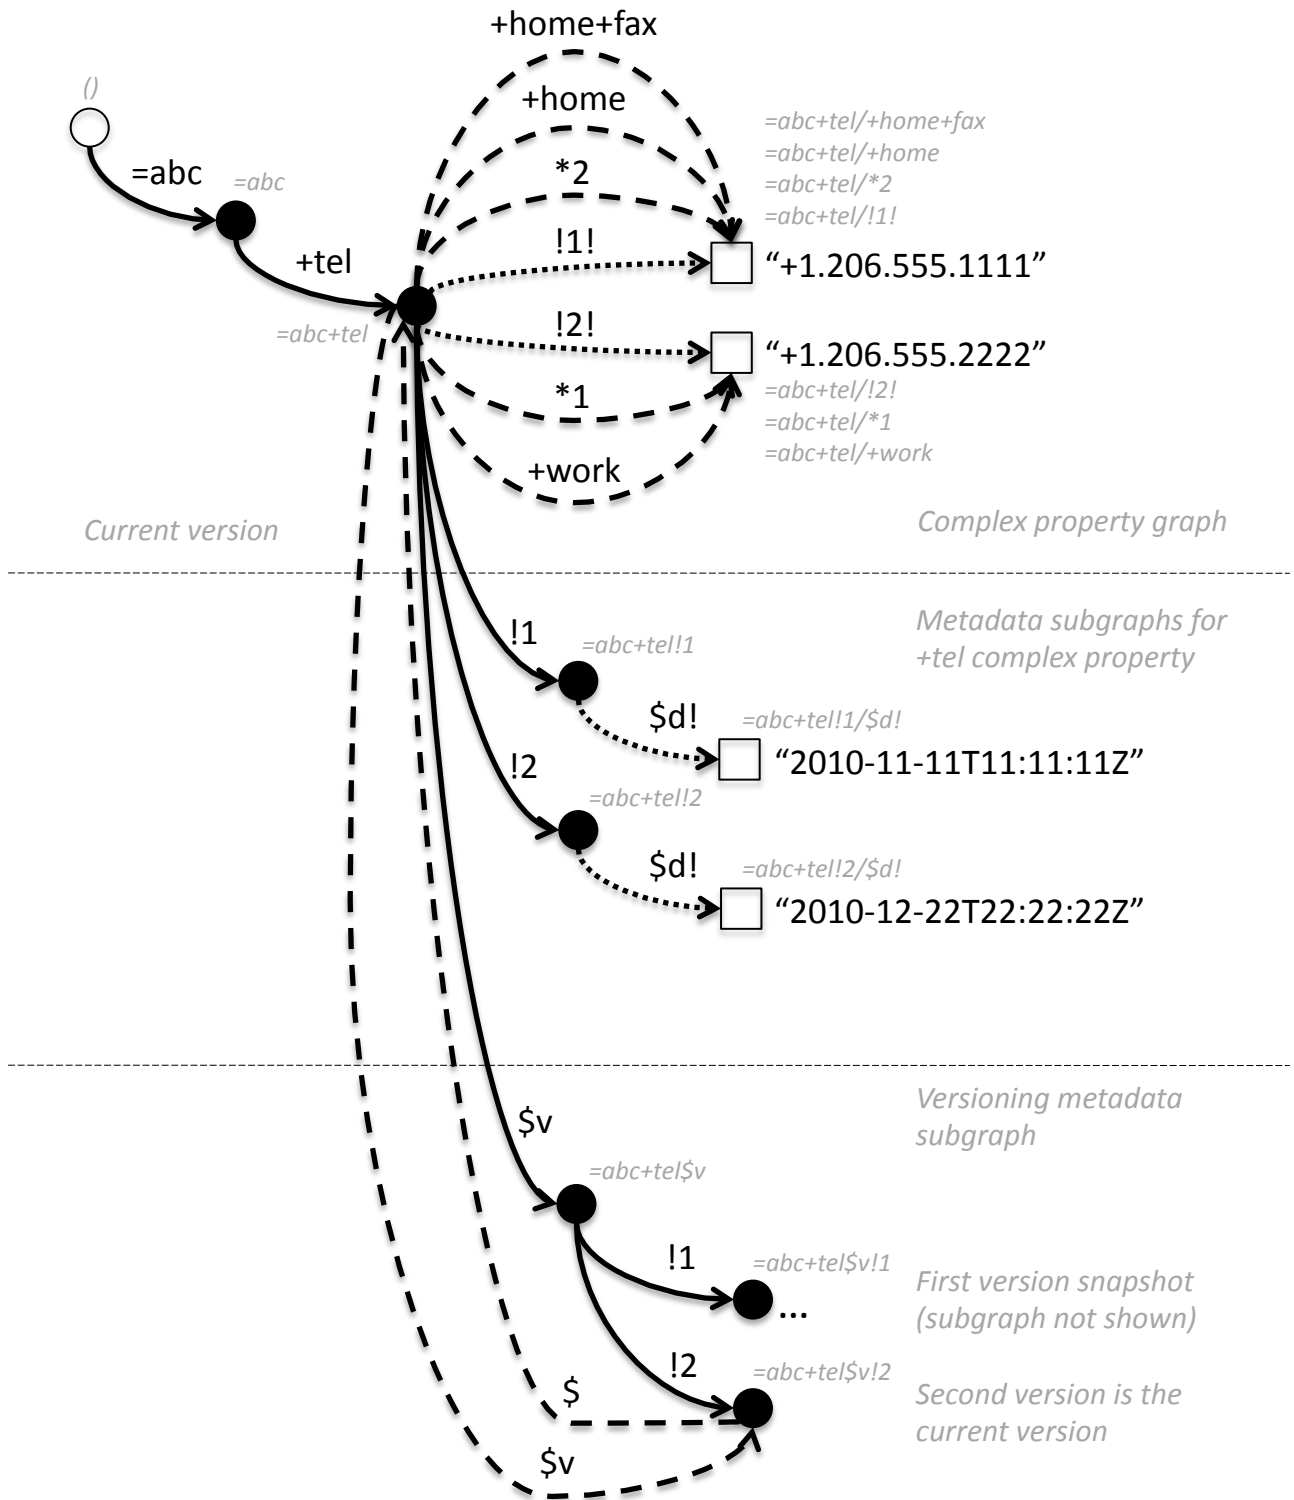 +home+fax
()
+home
=abc+tel/+home+fax
=abc+tel/+home
*2
=abc
=abc
=abc+tel/*2
=abc+tel/!1!
!1!
+tel
“+1.206.555.1111”
=abc+tel
!2!
“+1.206.555.2222”
*1
=abc+tel/!2!
=abc+tel/*1
=abc+tel/+work
+work
Current version
Complex property graph
Metadata subgraphs for
+tel complex property
!1
=abc+tel!1
$d!
=abc+tel!1/$d!
“2010-11-11T11:11:11Z”
!2
=abc+tel!2
$d!
=abc+tel!2/$d!
“2010-12-22T22:22:22Z”
Versioning metadata
subgraph
$v
=abc+tel$v
!1
=abc+tel$v!1
...
First version snapshot
(subgraph not shown)
!2
=abc+tel$v!2
$
Second version is the
current version
$v